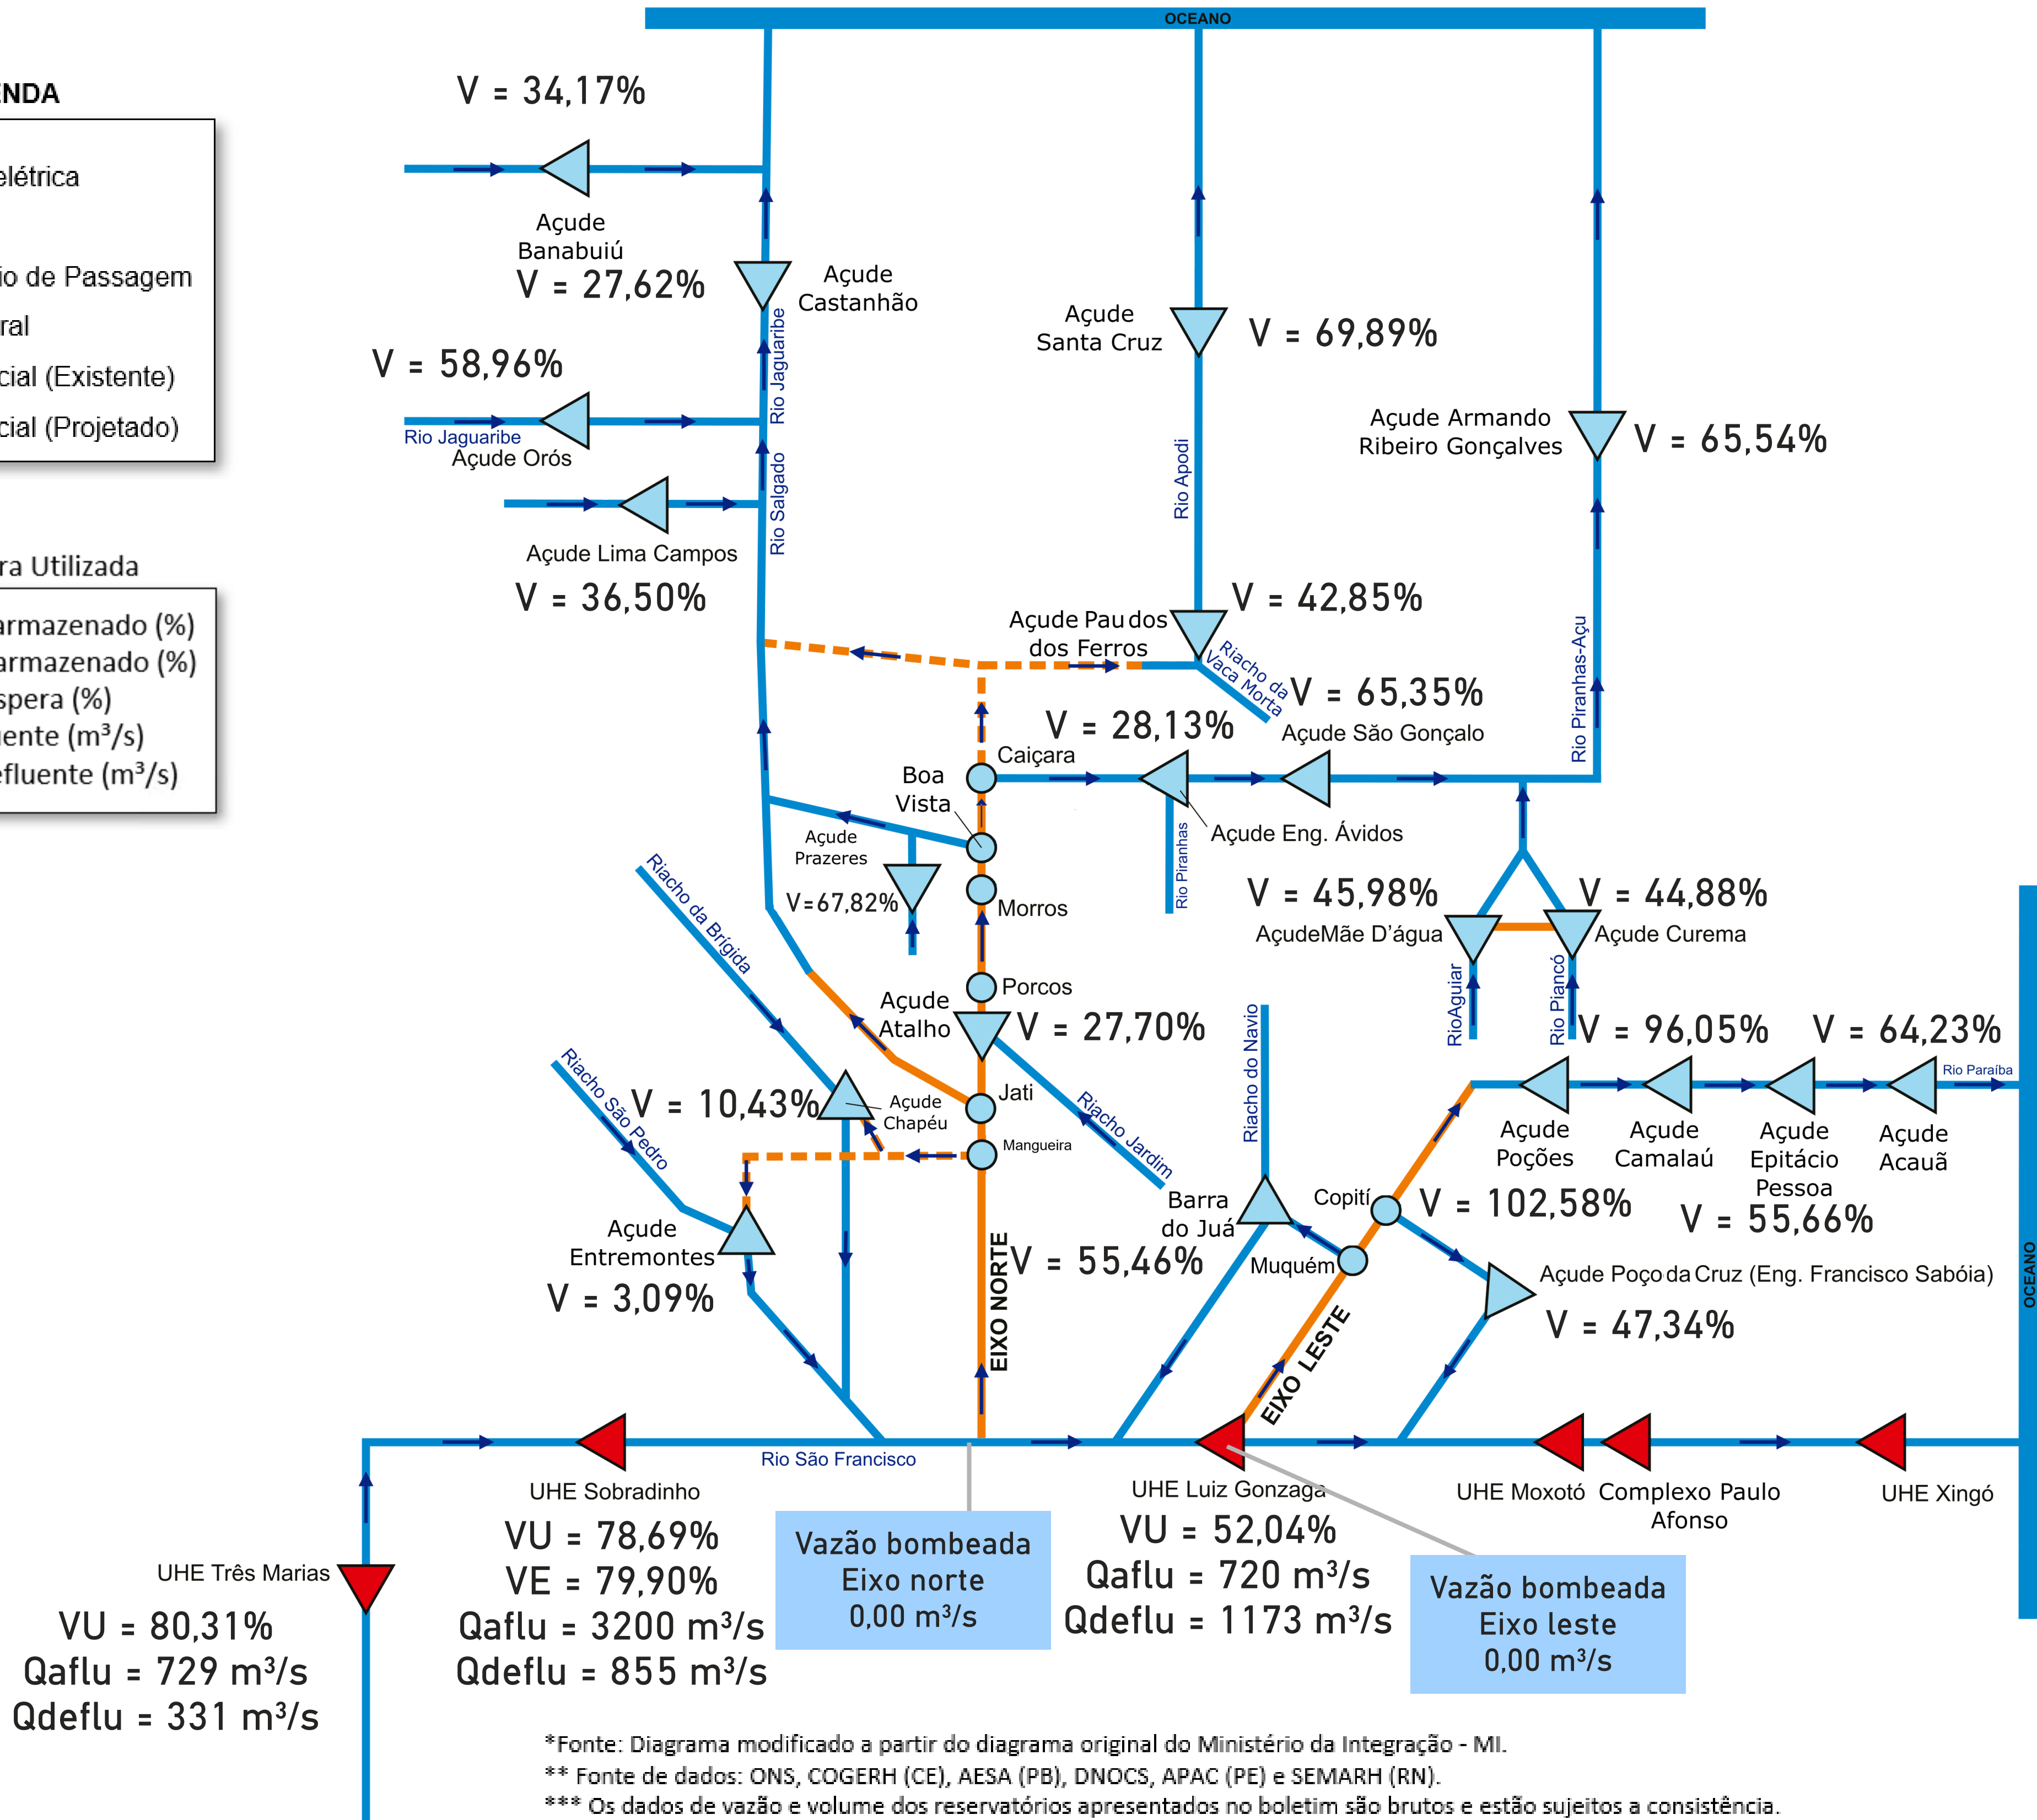 OCEANO
V = 34,17%
Açude
Banabuiú
V = 27,62%
Açude
Castanhão
Rio Jaguaribe
V = 58,96%
Rio Jaguaribe
Açude Orós
Rio Salgado
Açude Lima Campos
V = 36,50%
Açude
Santa Cruz
V = 69,89%
Rio Apodi
Açude Armando
Ribeiro Gonçalves
V = 65,54%
Rio Piranhas-Açu
Açude Pau dos
dos Ferros
V = 42,85%
Riacho da
Vaca Morta
V = 65,35%
Açude São Gonçalo
V = 28,13%
Caiçara
Boa
Vista
Açude Eng. Ávidos
Rio Piranhas
Açude
Prazeres
V=67,82%
Morros
Riacho da Brígida
V = 45,98%
AçudeMãe D'água
V = 44,88%
Açude Curema
RioAguiar
Rio Piancó
Porcos
Açude
Atalho
V = 27,70%
Riacho Jardim
Riacho São Pedro
V = 10,43%
Açude
Chapéu
Jati
Mangueira
Riacho do Navio
V = 96,05%
V = 64,23%
Rio Paraíba
Açude
Poções
Açude
Camalaú
Açude
Epitácio
Pessoa
Açude
Acauã
V = 102,58%
V = 55,66%
Açude
Entremontes
V = 3,09%
EIXO NORTE
Barra
do Juá
V = 55,46%
Copití
Muquém
EIXO LESTE
Açude Poço da Cruz (Eng. Francisco Sabóia)
V = 47,34%
OCEANO
Rio São Francisco
UHE Sobradinho
VU = 78,69%
VE = 79,90%
Qaflu = 3200 m³/s
Qdeflu = 855 m³/s
Vazão bombeada
Eixo norte
0,00 m³/s
UHE Luiz Gonzaga
VU = 52,04%
Qaflu = 720 m³/s
Qdeflu = 1173 m³/s
Vazão bombeada
Eixo leste
0,00 m³/s
UHE Moxotó
Complexo Paulo
Afonso
UHE Xingó
UHE Três Marias
VU = 80,31%
Qaflu = 729 m³/s
Qdeflu = 331 m³/s
ENDA
elétrica
io de Passagem
ral
cial (Existente)
cial (Projetado)
ra Utilizada
armazenado (%)
armazenado (%)
spera (%)
uente (m³/s)
efluente (m³/s)
*Fonte: Diagrama modificado a partir do diagrama original do Ministério da Integração - MI.
** Fonte de dados: ONS, COGERH (CE), AESA (PB), DNOCS, APAC (PE) e SEMARH (RN).
*** Os dados de vazão e volume dos reservatórios apresentados no boletim são brutos e estão sujeitos a consistência.